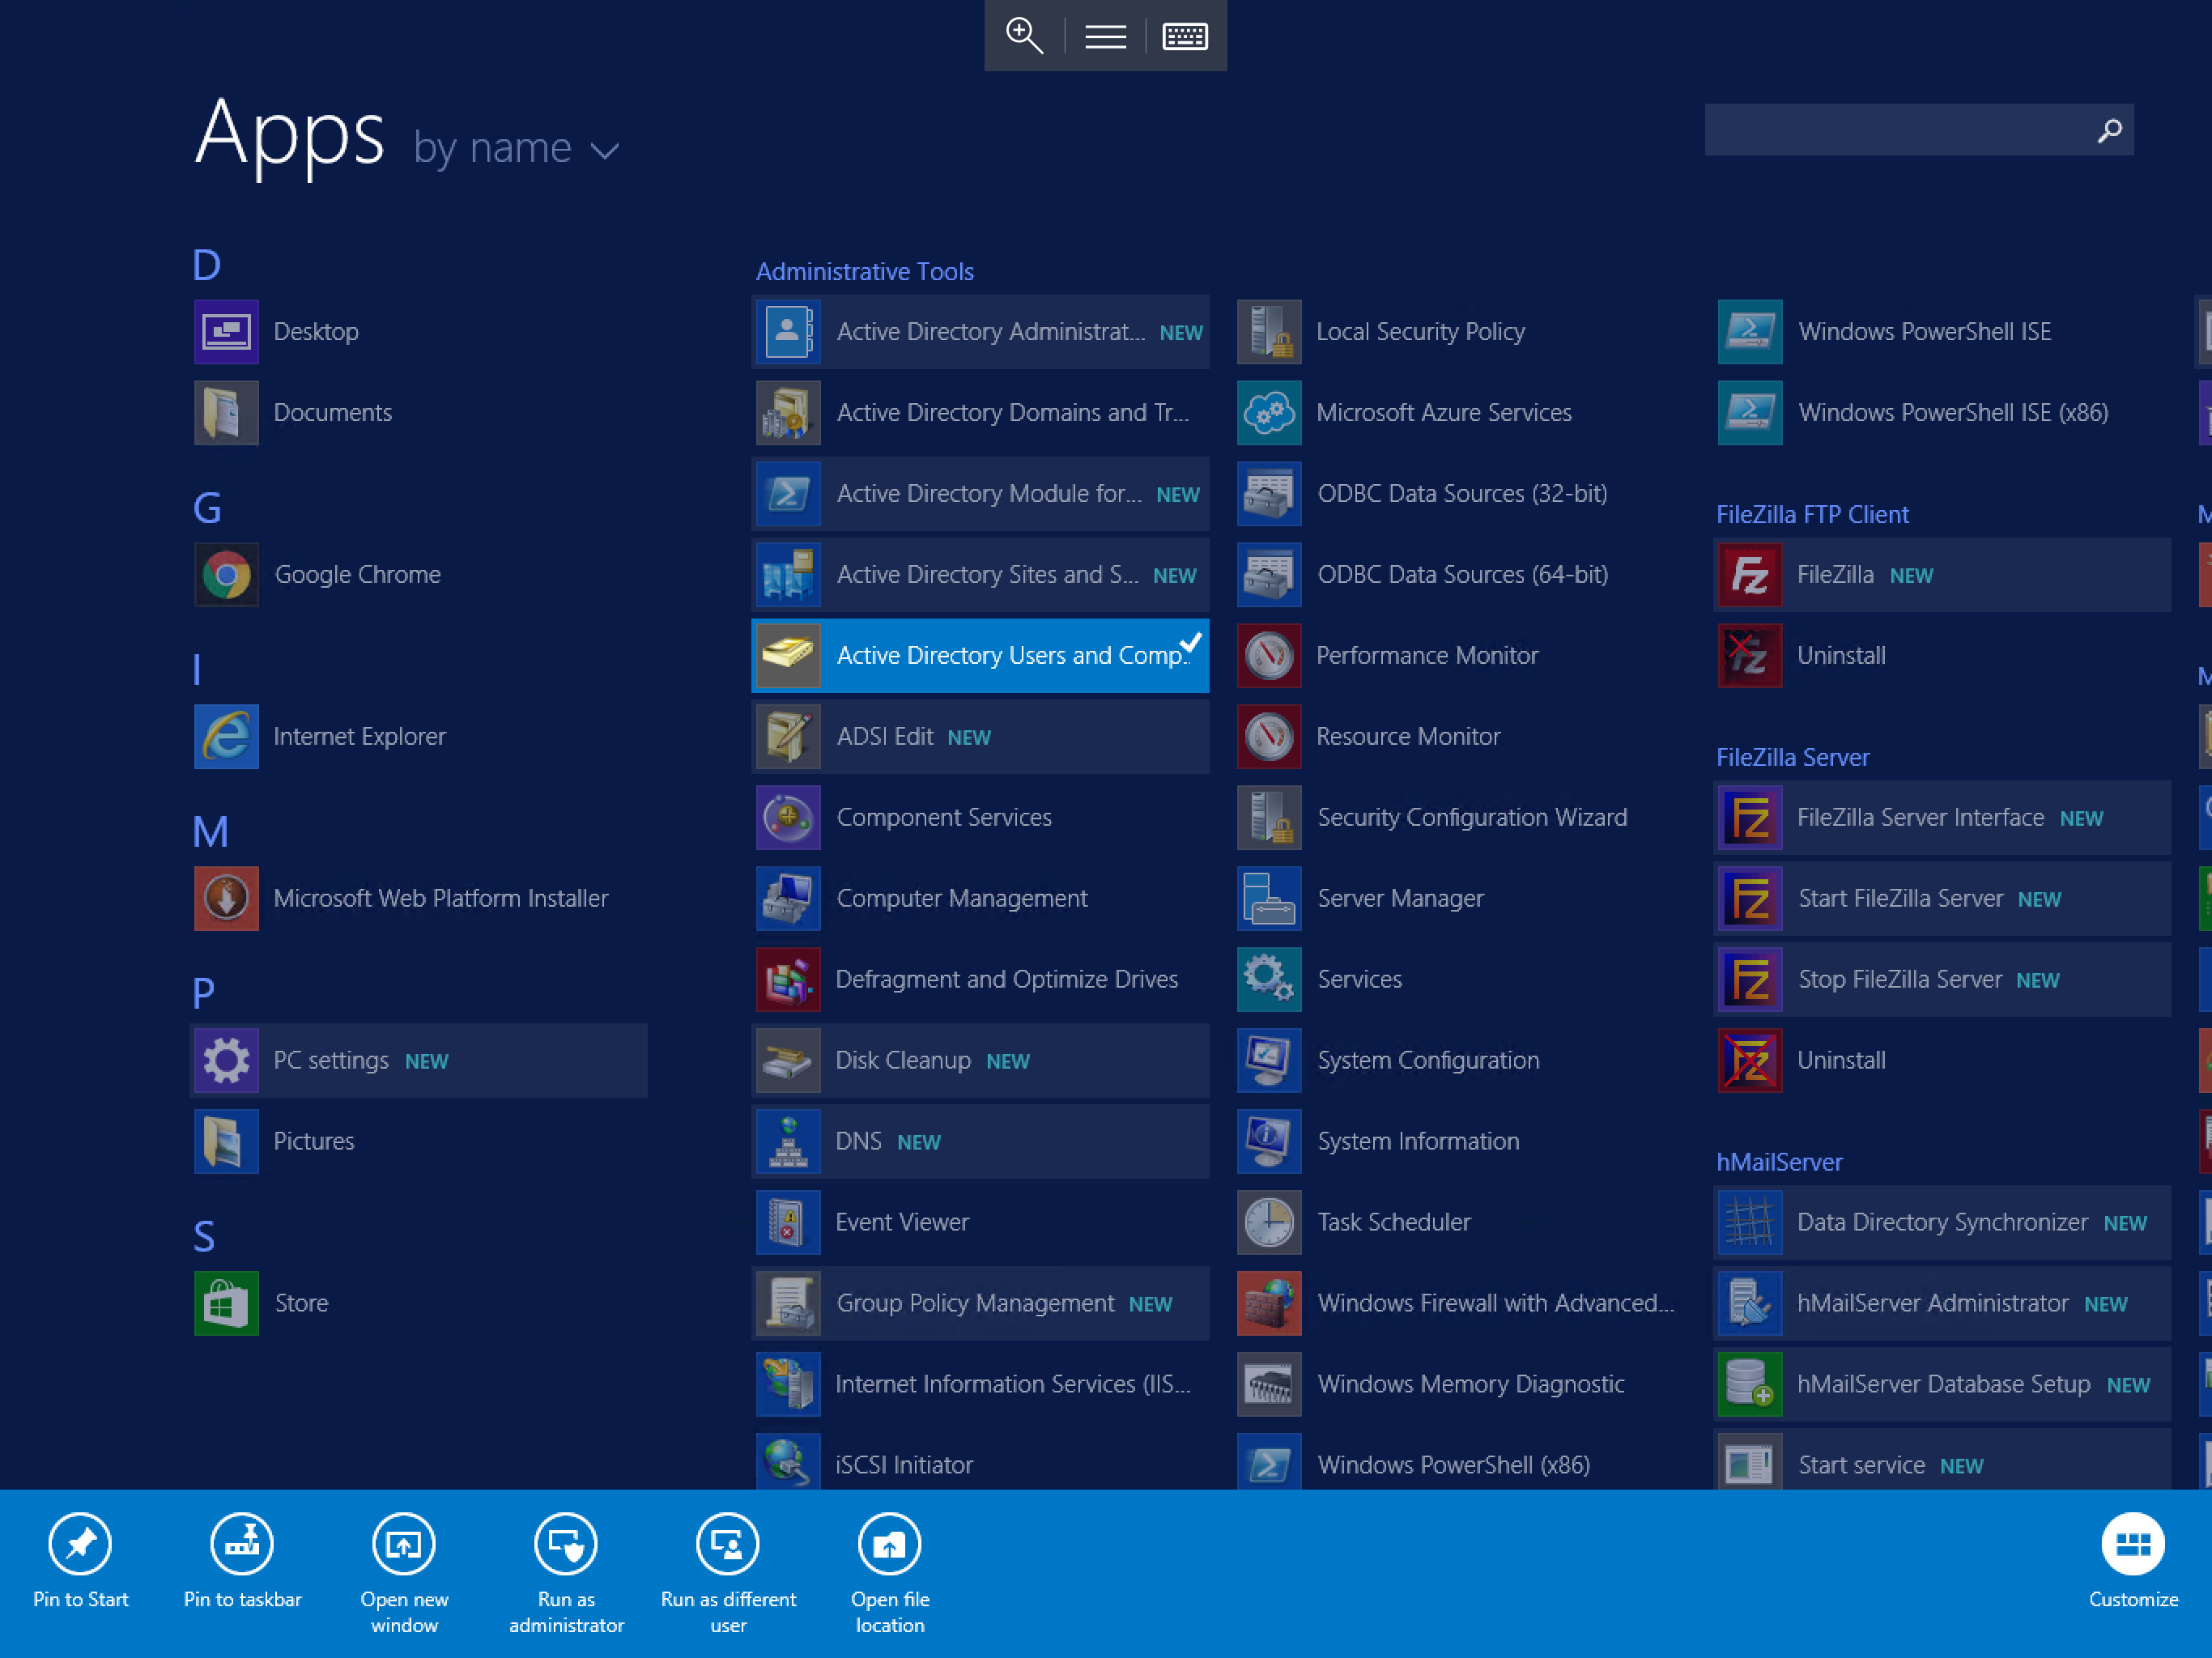 Apps by name
D
Desktop
Documents
G
Google Chrome
I
Internet Explorer
M
Microsoft Web Platform Installer
P
PC settings NEW
Pictures
S
Store
Administrative Tools
Active Directory Administrat... NEW
Active Directory Domains and Tr...
Active Directory Module for... NEW
Active Directory Sites and S... NEW
Active Directory Users and Comp..
ADSI Edit NEW
Component Services
Computer Management
Defragment and Optimize Drives
Disk Cleanup NEW
DNS NEW
Event Viewer
Group Policy Management NEW
Internet Information Services (IIS...
iSCSI Initiator
Local Security Policy
Microsoft Azure Services
ODBC Data Sources (32-bit)
ODBC Data Sources (64-bit)
Performance Monitor
Resource Monitor
Security Configuration Wizard
Server Manager
Services
System Configuration
System Information
Task Scheduler
Windows Firewall with Advanced...
Windows Memory Diagnostic
Windows PowerShell (x86)
Windows PowerShell ISE
Windows PowerShell ISE (x86)
FileZilla FTP Client
FileZilla NEW
Uninstall
FileZilla Server
FileZilla Server Interface NEW
Start FileZilla Server NEW
Stop FileZilla Server NEW
Uninstall
hMailServer
Data Directory Synchronizer NEW
hMailServer Administrator NEW
hMailServer Database Setup NEW
Start service NEW
Pin to Start
Pin to taskbar
Open new
window
Run as
administrator
Run as different
user
Open file
location
Customize